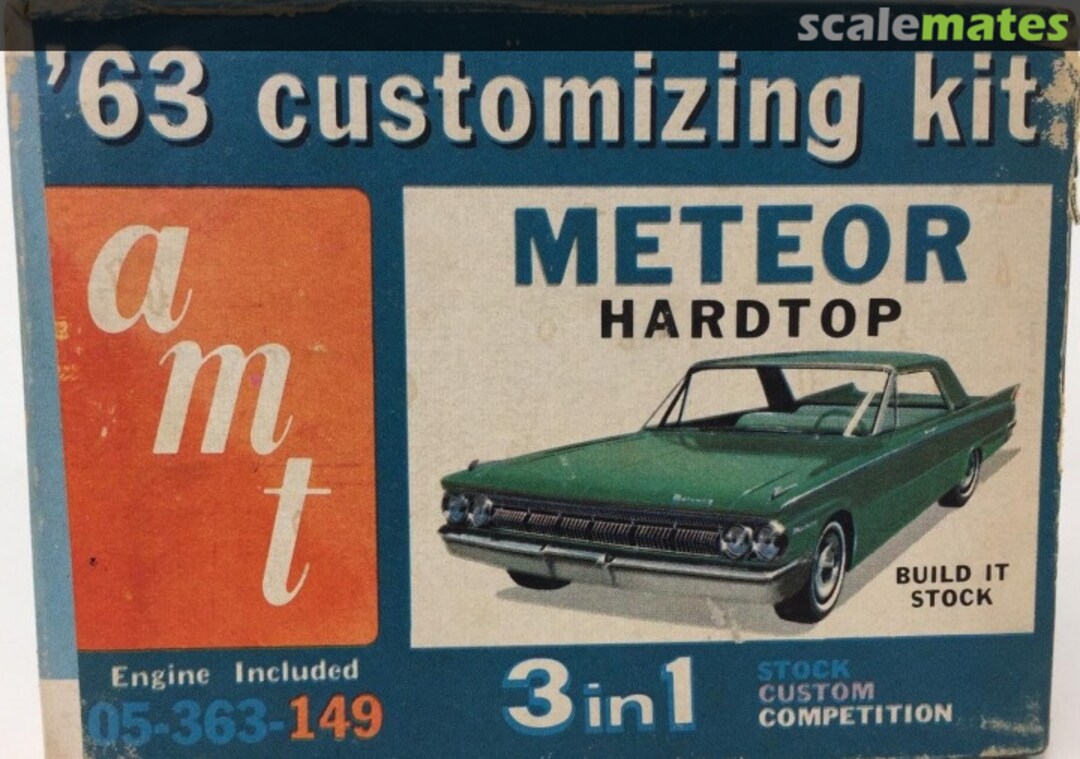 scalemates
'63 customizing kit
amt
METEOR
HARDTOP
Mercury
BUILD IT
STOCK
Engine Included
05-363-149
3 in 1
STOCK
CUSTOM
COMPETITION